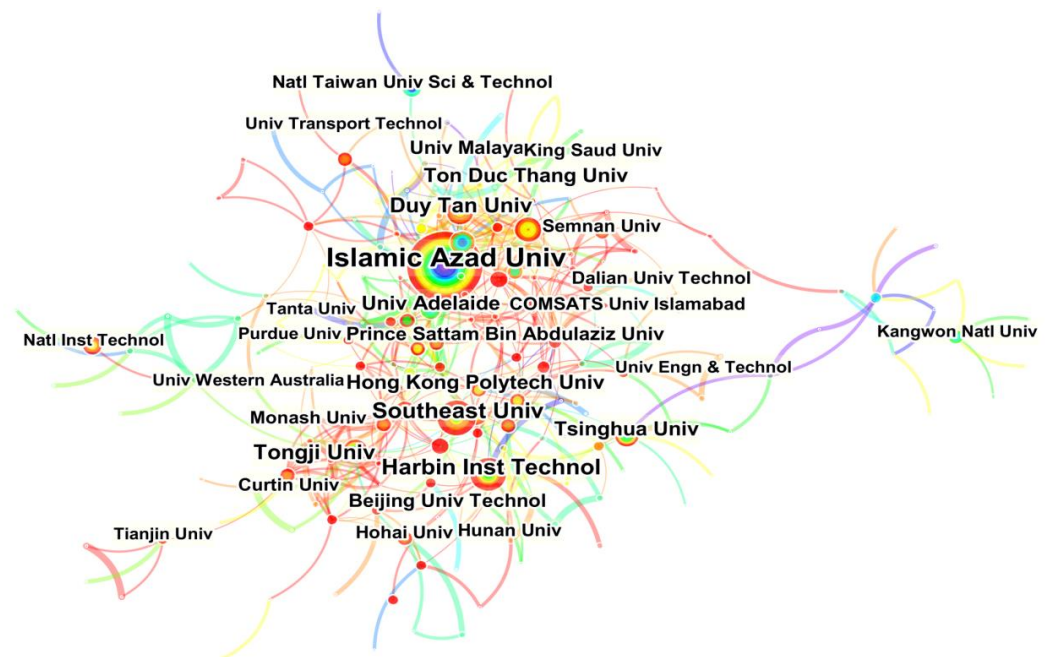 Natl Taiwan Univ Sci & Technol
Univ Transport Technol
Univ Malaya
King Saud Univ
Ton Duc Thang Univ
Duy Tan Univ
Semnan Univ
Islamic Azad Univ
Dalian Univ Technol
Univ Adelaide
COMSATS Univ Islamabad
Tanta Univ
Purdue Univ
Prince Sattam Bin Abdulaziz Univ
Kangwon Natl Univ
Natl Inst Technol
Univ Engn & Technol
Univ Western Australia
Hong Kong Polytech Univ
Monash Univ
Southeast Univ
Tsinghua Univ
Tongji Univ
Harbin Inst Technol
Curtin Univ
Beijing Univ Technol
Tianjin Univ
Hohai Univ
Hunan Univ